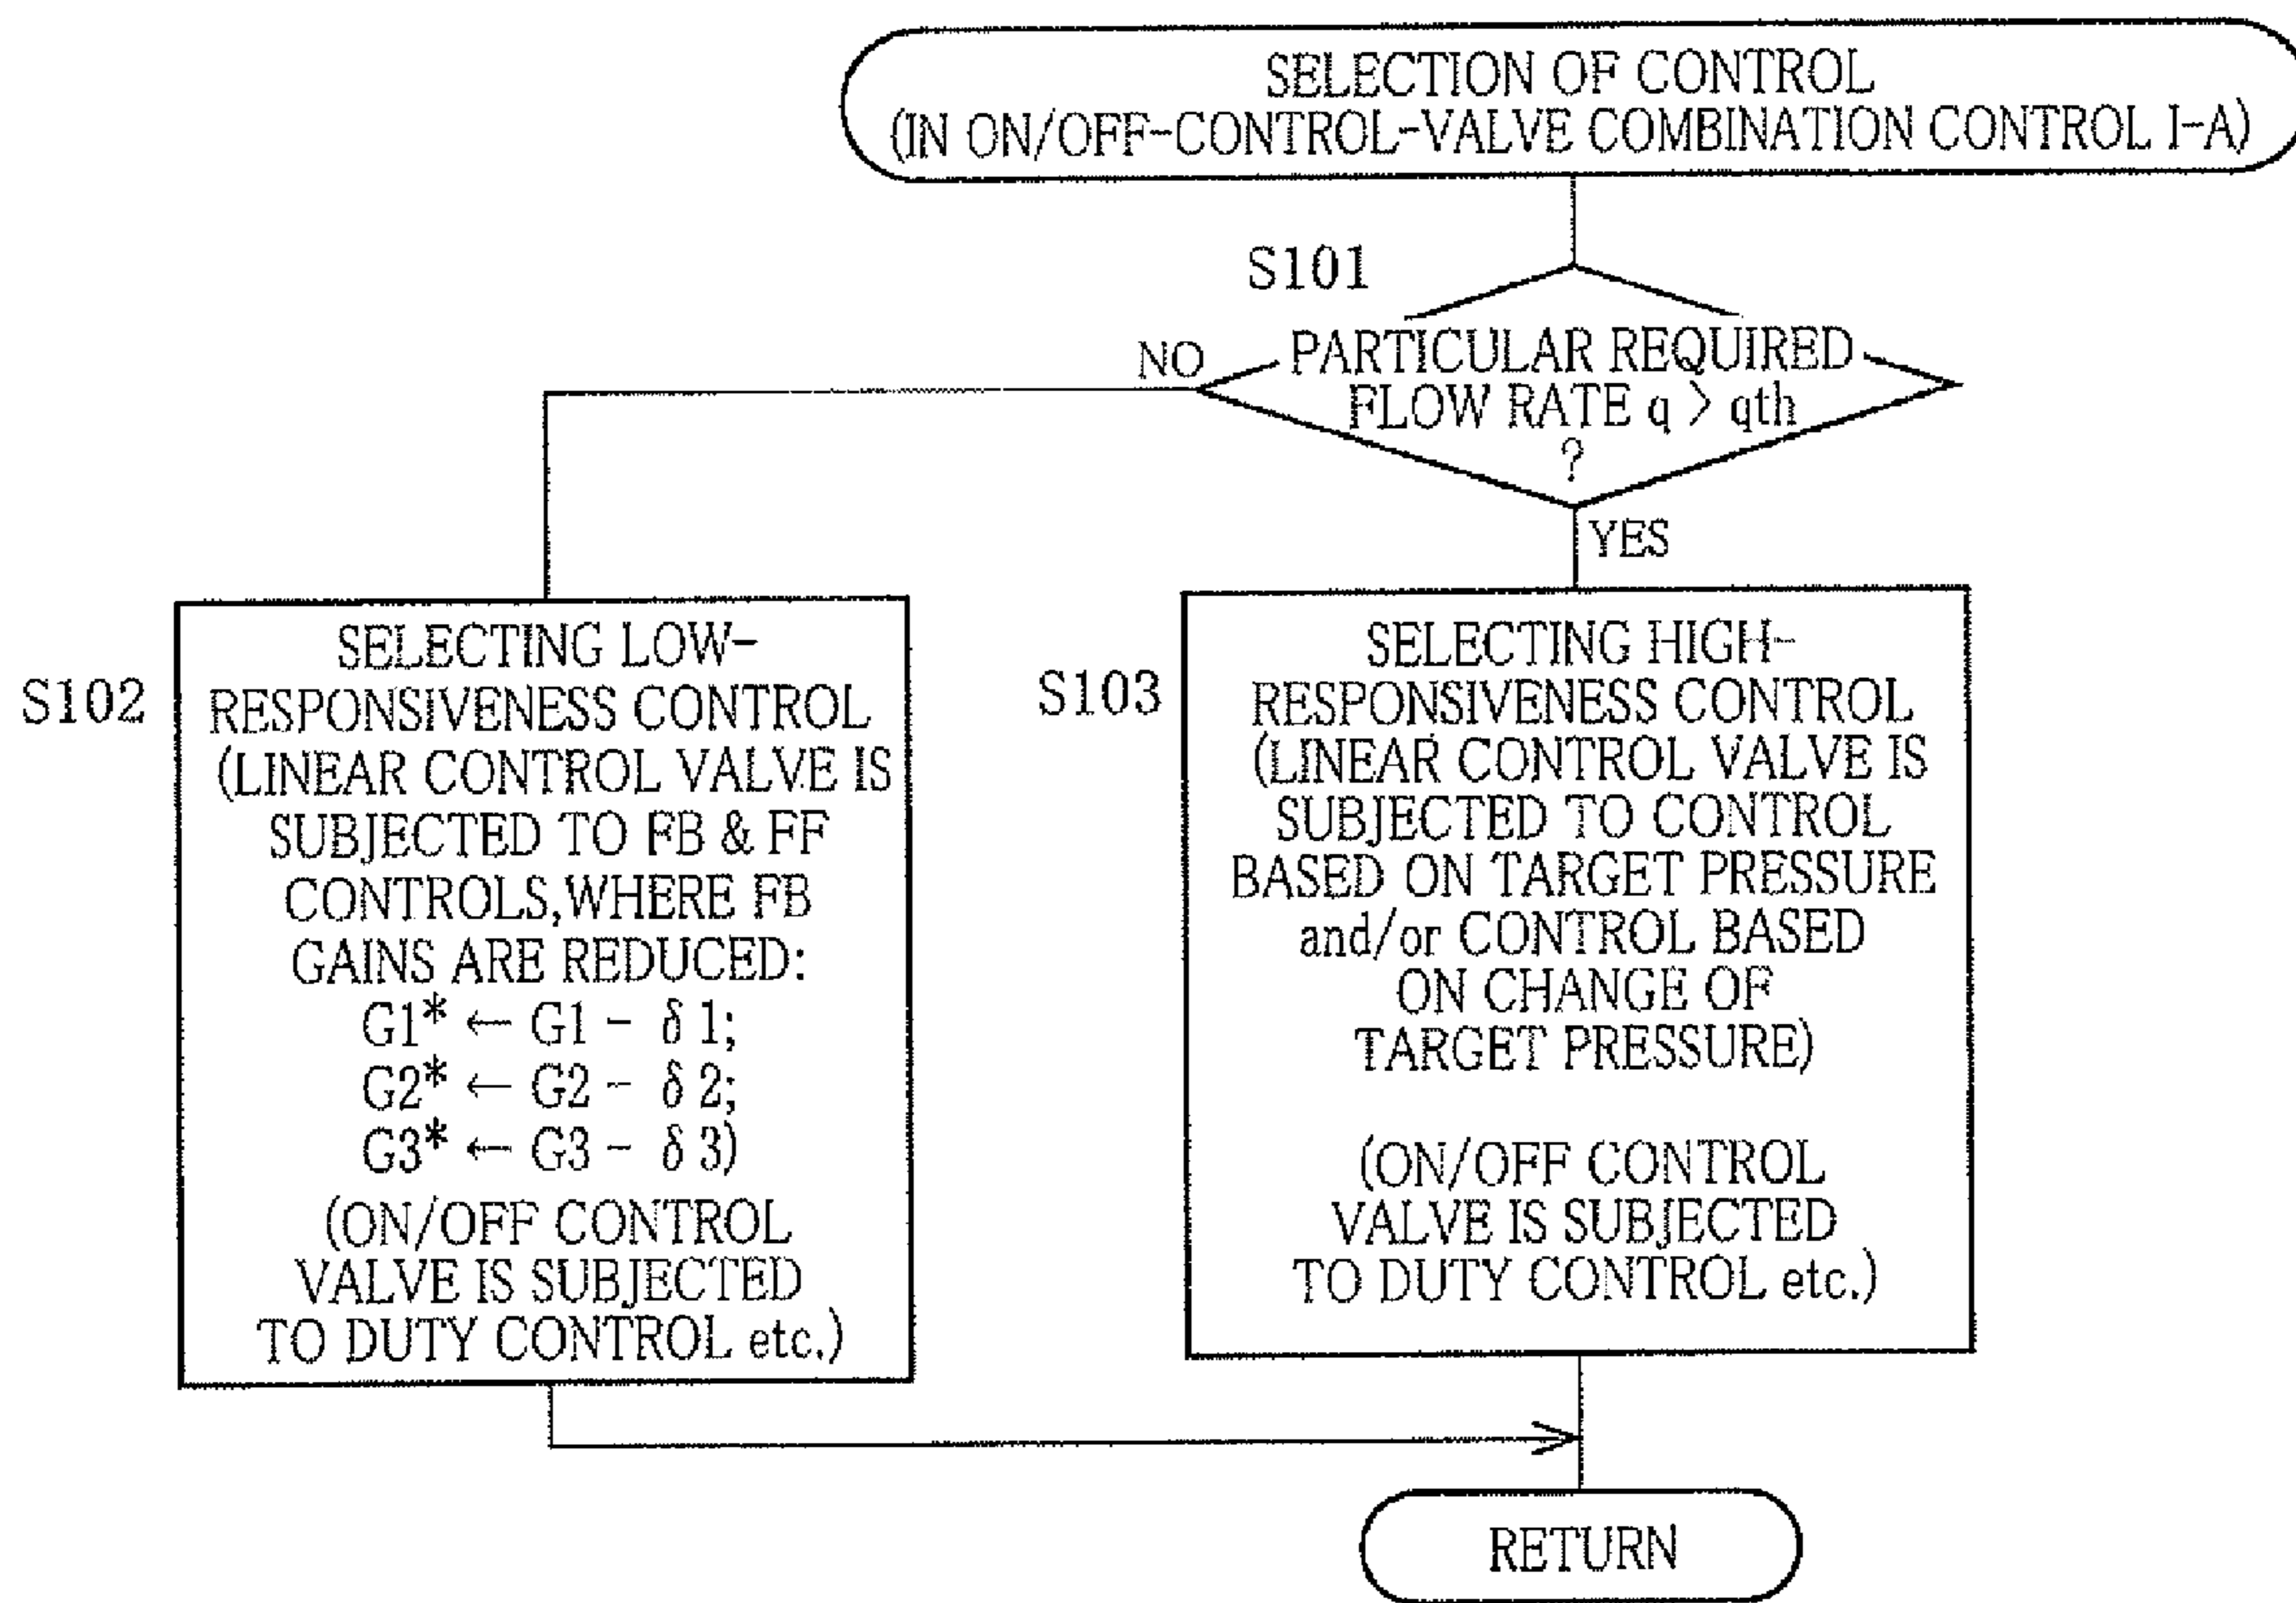 SELECTION OF CONTROL
(IN ON/OFF-CONTROL-VALVE COMBINATION CONTROL I-A)
S101
PARTICULAR REQUIRED
FLOW RATE q > qth
?
NO
YES
S102
SELECTING LOW-
RESPONSIVENESS CONTROL
(LINEAR CONTROL VALVE IS
SUBJECTED TO FB & FF
CONTROLS,WHERE FB
GAINS ARE REDUCED:
G1* ← G1 - δ 1;
G2* ← G2 - δ 2;
G3* ← G3 - δ 3)
(ON/OFF CONTROL
VALVE IS SUBJECTED
TO DUTY CONTROL etc.)
S103
SELECTING HIGH-
RESPONSIVENESS CONTROL
(LINEAR CONTROL VALVE IS
SUBJECTED TO CONTROL
BASED ON TARGET PRESSURE
and/or CONTROL BASED
ON CHANGE OF
TARGET PRESSURE)
(ON/OFF CONTROL
VALVE IS SUBJECTED
TO DUTY CONTROL etc.)
RETURN